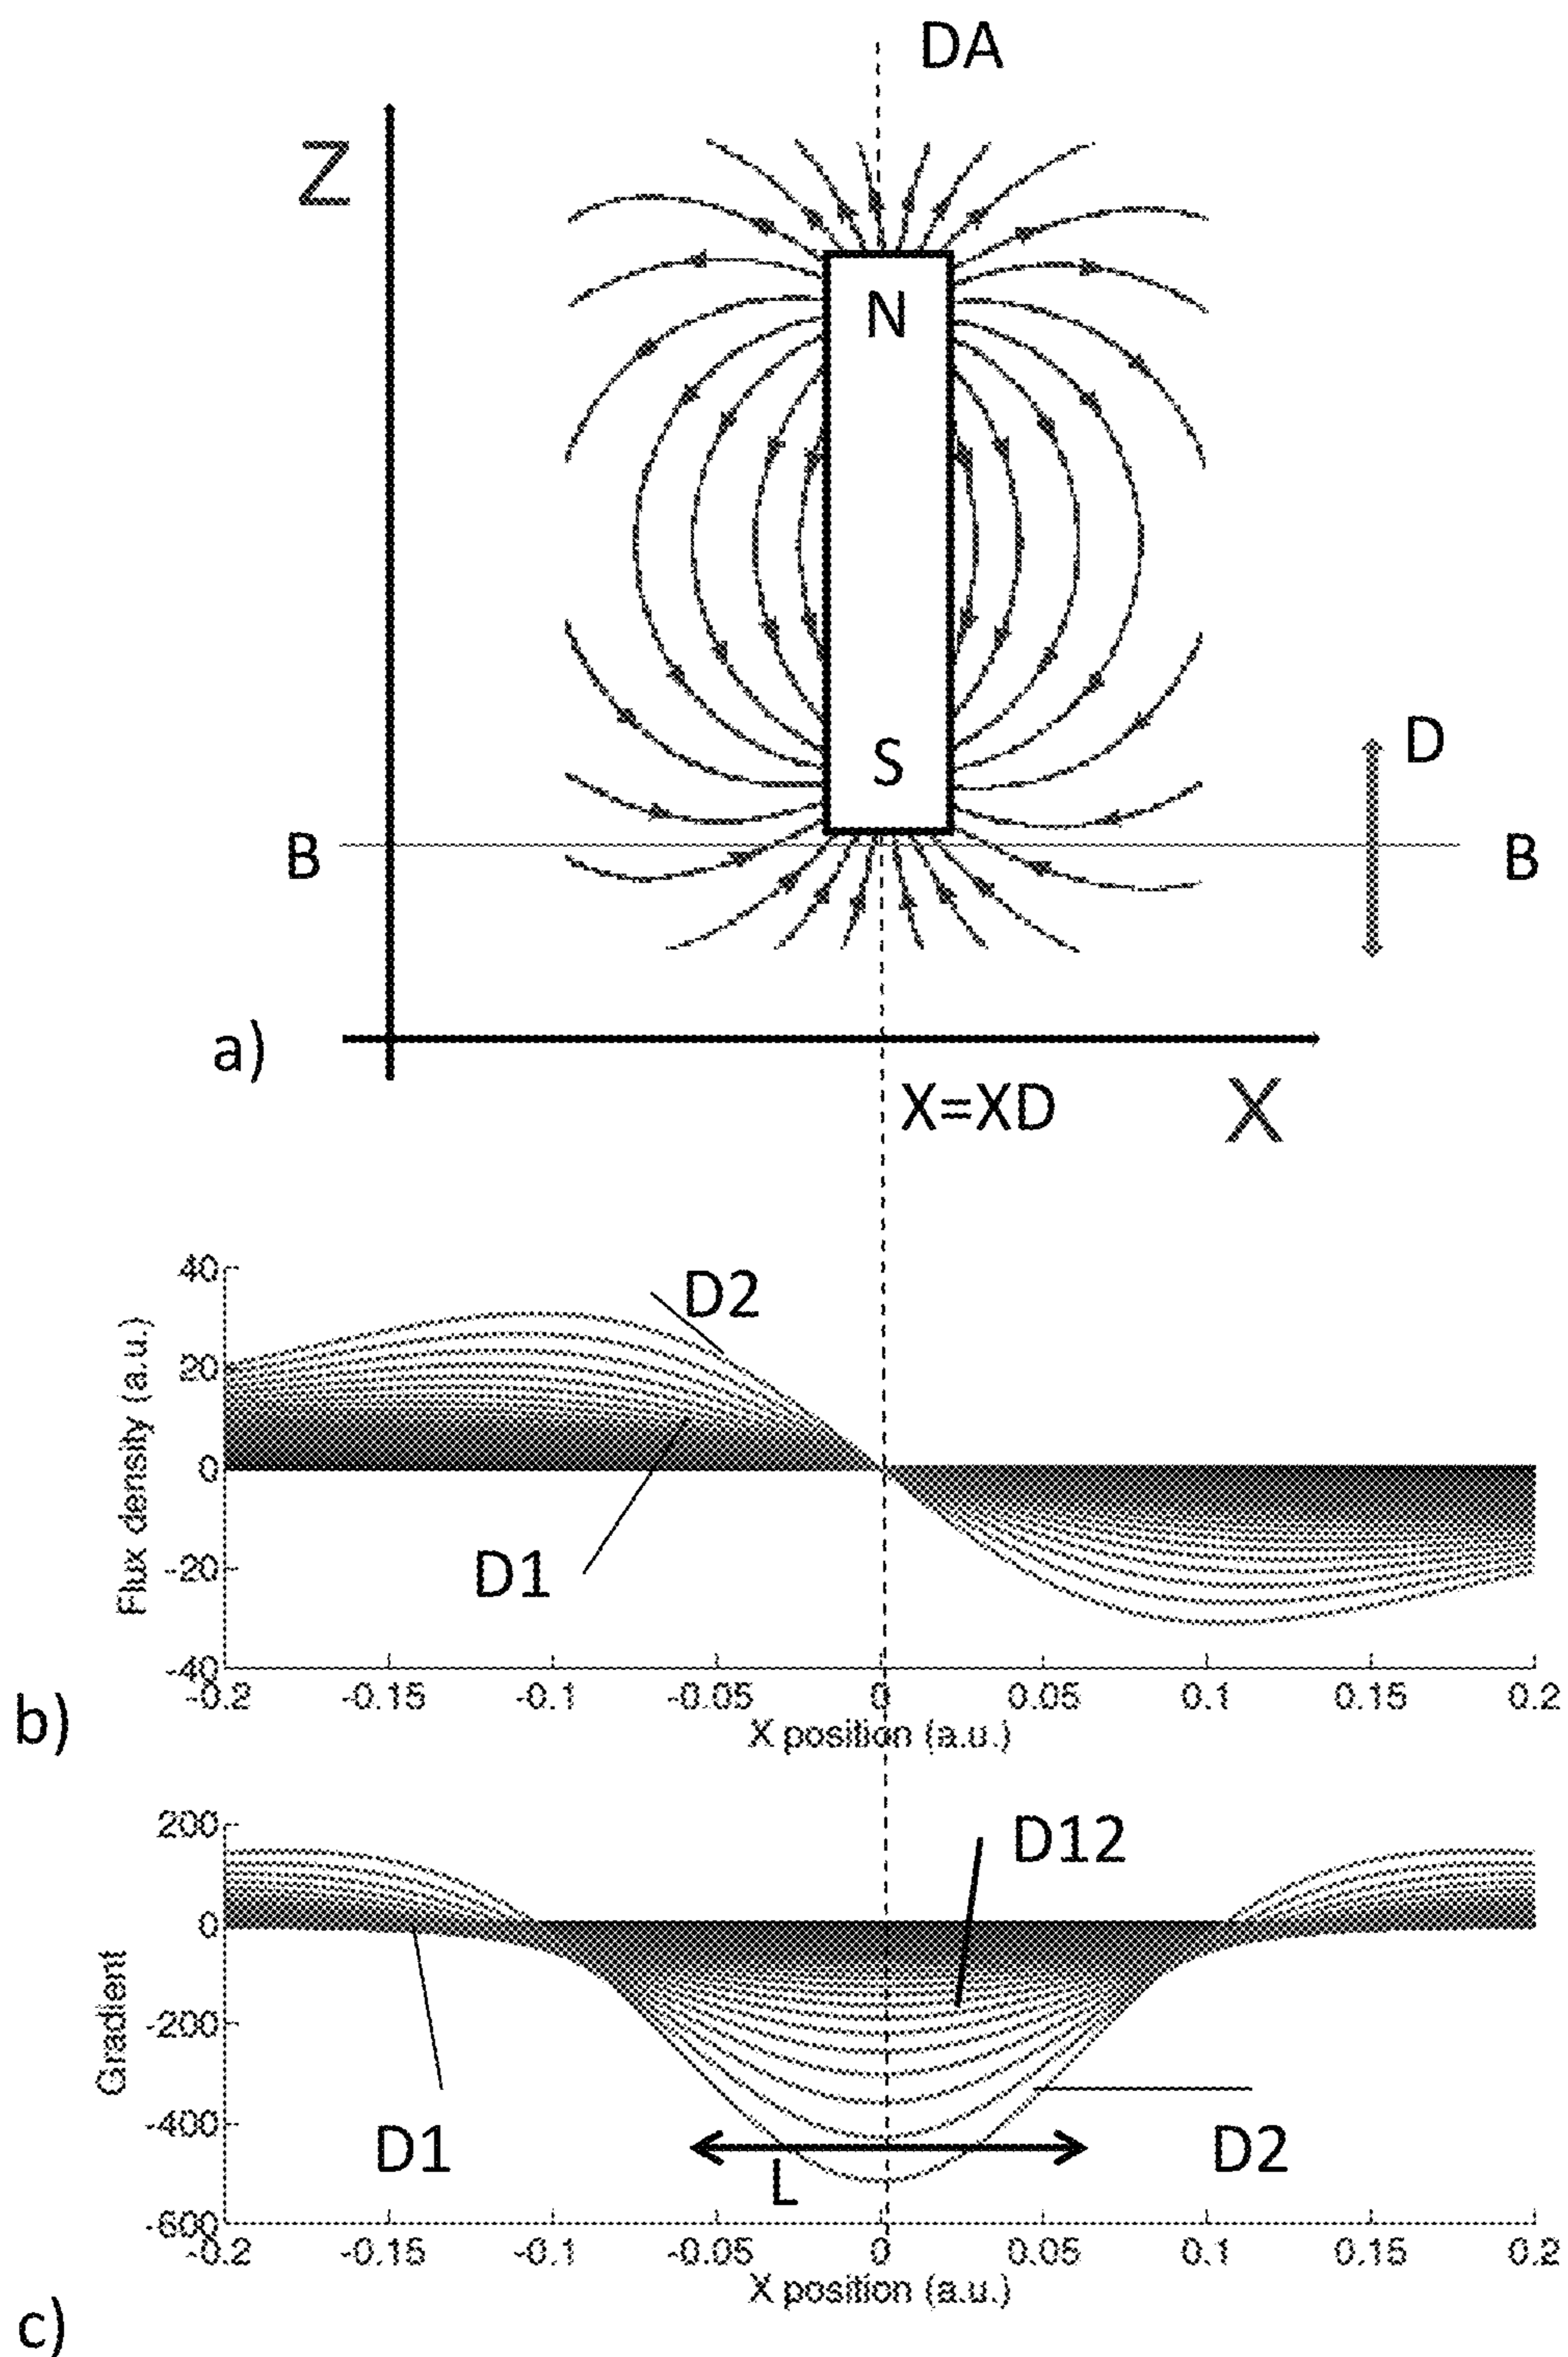 DA
Z
N
S
D
B
B
a)
X=XD
X
40
D2
20
Flux density (a.u.)
0
D1
-20
-40
-0.2 -0.15 -0.1 -0.05 0 0.05 0.1 0.15 0.2
b)
X position (a.u.)
200
D12
0
Gradient
-200
-400
D1
D2
L
-600
-0.2 -0.15 -0.1 -0.05 0 0.05 0.1 0.15 0.2
X position (a.u.)
c)